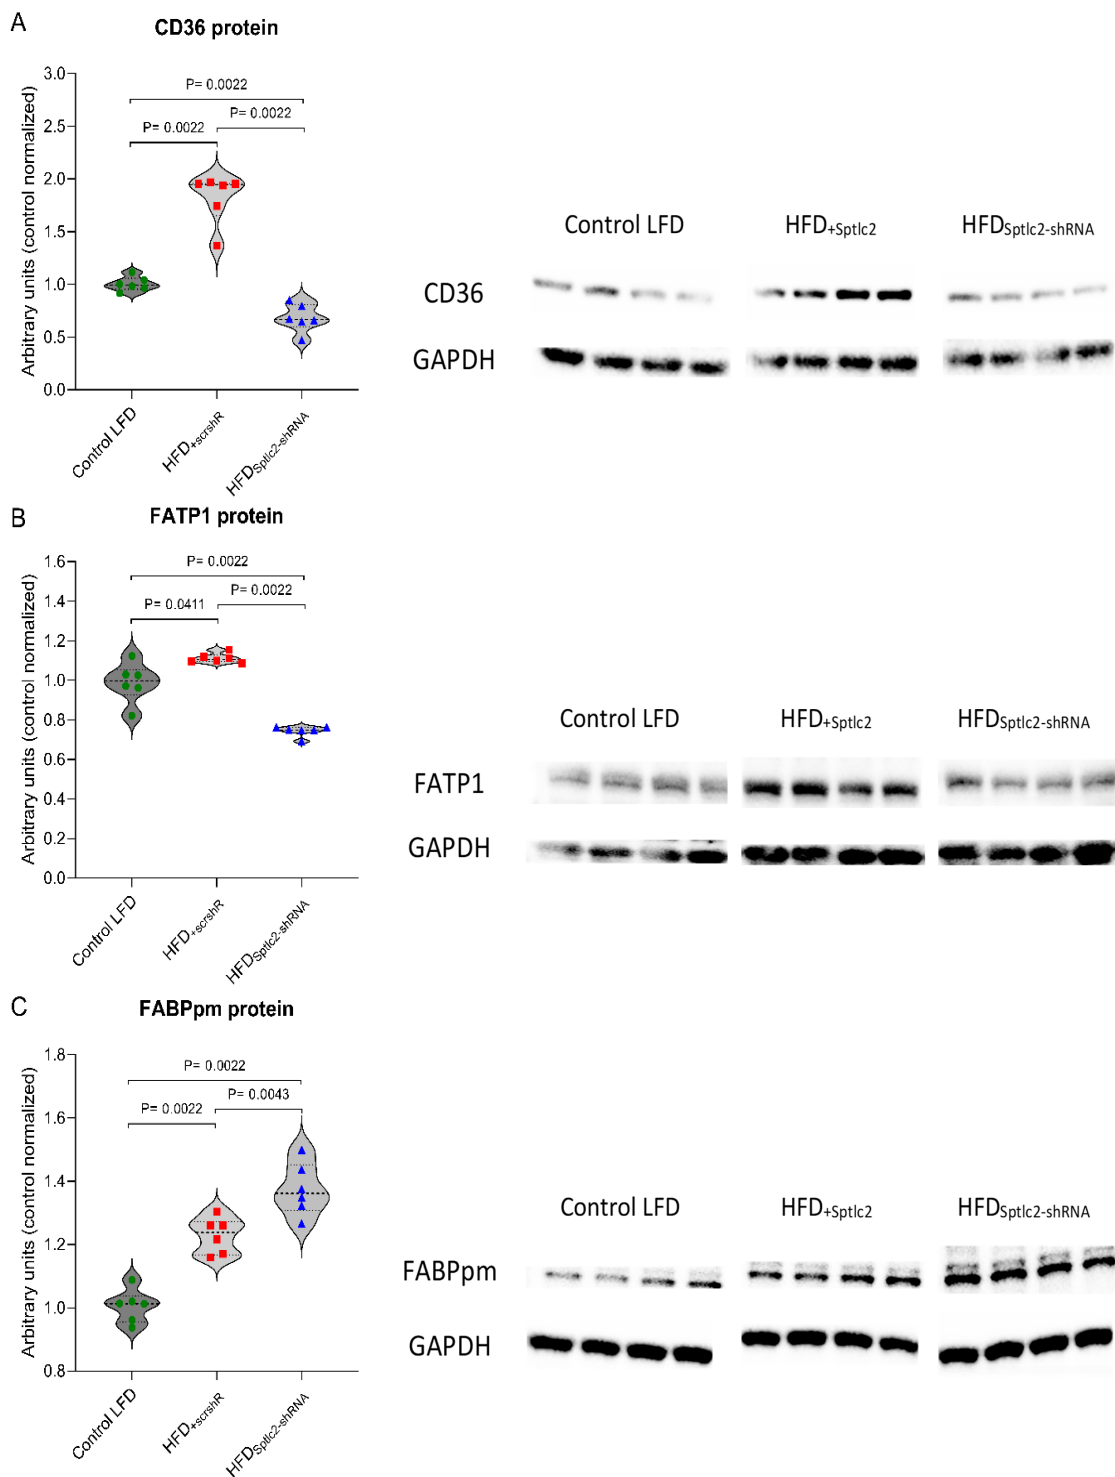 A
CD36 protein
Arbitrary units (control normalized)
3.0
2.5
2.0
1.5
1.0
0.5
0.0
P= 0.0022
P= 0.0022
P= 0.0022
Control LFD
HFD+scrshR
HFDSptlc2-shRNA
Control LFD HFD+Sptlc2 HFDSptlc2-shRNA
CD36
GAPDH
B
FATP1 protein
Arbitrary units (control normalized)
1.6
1.4
1.2
1.0
0.8
0.6
0.4
0.2
0.0
P= 0.0022
P= 0.0022
P= 0.0411
Control LFD
HFD+scrshR
HFDSptlc2-shRNA
Control LFD HFD+Sptlc2 HFDSptlc2-shRNA
FATP1
GAPDH
C
FABPpm protein
Arbitrary units (control normalized)
1.8
1.6
1.4
1.2
1.0
0.8
P= 0.0022
P= 0.0043
P= 0.0022
Control LFD
HFD+scrshR
HFDSptlc2-shRNA
Control LFD HFD+Sptlc2 HFDSptlc2-shRNA
FABPpm
GAPDH